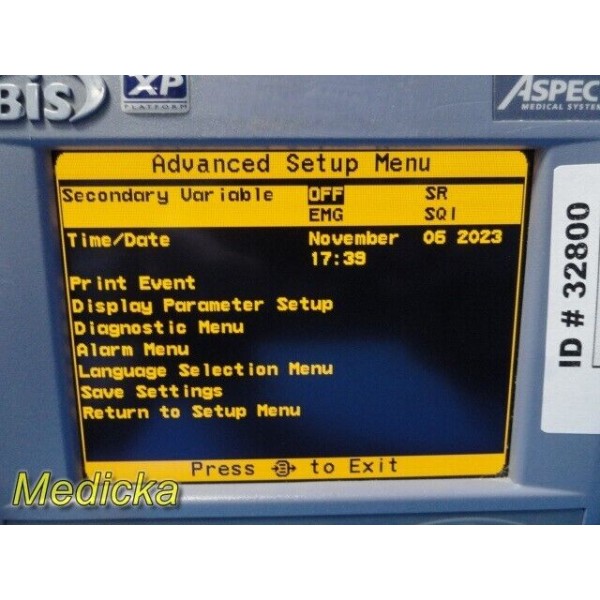 BIS
XP
PLATFORM
ASPEC
MEDICAL SYSTEM
Advanced Setup Menu
Secondary Variable OFF SR
EMG SQI
Time/Date November 06 2023
17:39
Print Event
Display Parameter Setup
Diagnostic Menu
Alarm Menu
Language Selection Menu
Save Settings
Return to Setup Menu
Press to Exit
ID # 32800
Medicka